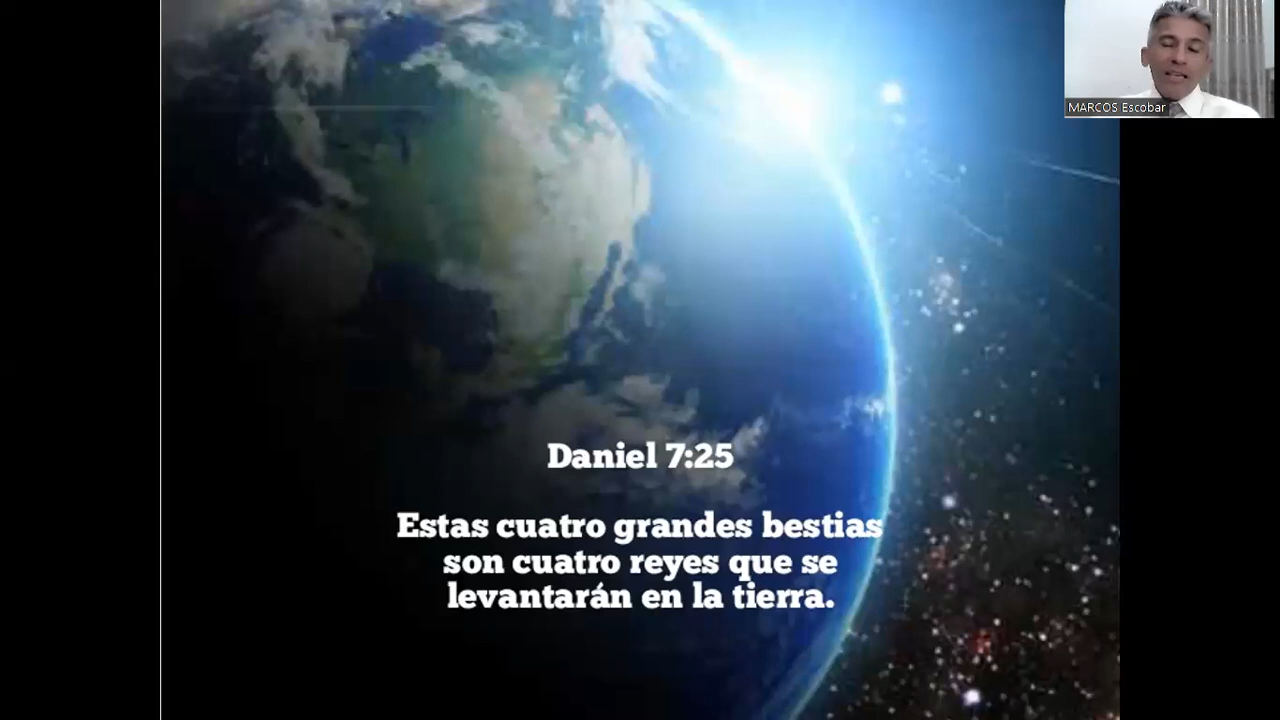 MARCOS Escobar
Daniel 7:25
Estas cuatro grandes bestias
son cuatro reyes que se
levantarán en la tierra.